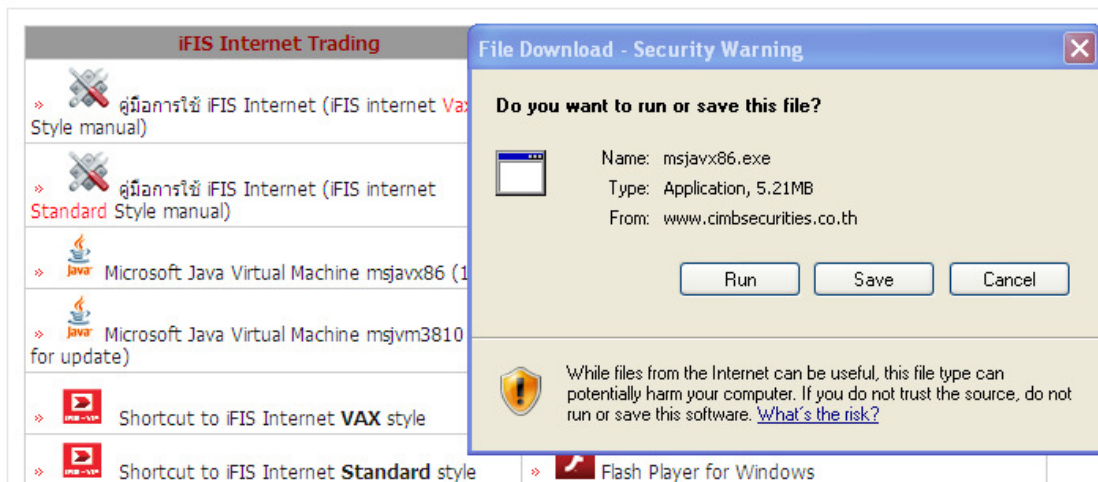 iFIS Internet Trading
» คู่มือการใช้ iFIS Internet (iFIS internet Vax
Style manual)
» คู่มือการใช้ iFIS Internet (iFIS internet
Standard Style manual)
» Java Microsoft Java Virtual Machine msjavx86 (1
» Java Microsoft Java Virtual Machine msjvm3810
for update)
» Shortcut to iFIS Internet VAX style
» Shortcut to iFIS Internet Standard style
» Flash Player for Windows
File Download - Security Warning
Do you want to run or save this file?
Name: msjavx86.exe
Type: Application, 5.21MB
From: www.cimbsecurities.co.th
Run Save Cancel
While files from the Internet can be useful, this file type can
potentially harm your computer. If you do not trust the source, do not
run or save this software. What's the risk?